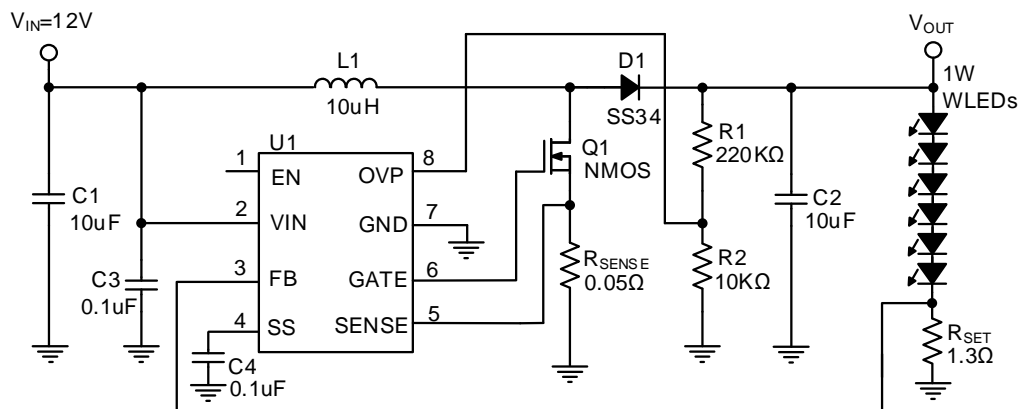 VIN=12V
VOUT
L1
10uH
D1
SS34
1W
WLEDs
U1
1
EN
OVP
8
Q1
NMOS
R1
220KΩ
C1
10uF
2
VIN
GND
7
C2
10uF
C3
0.1uF
3
FB
GATE
6
RSENSE
0.05Ω
R2
10KΩ
4
SS
SENSE
5
C4
0.1uF
RSET
1.3Ω